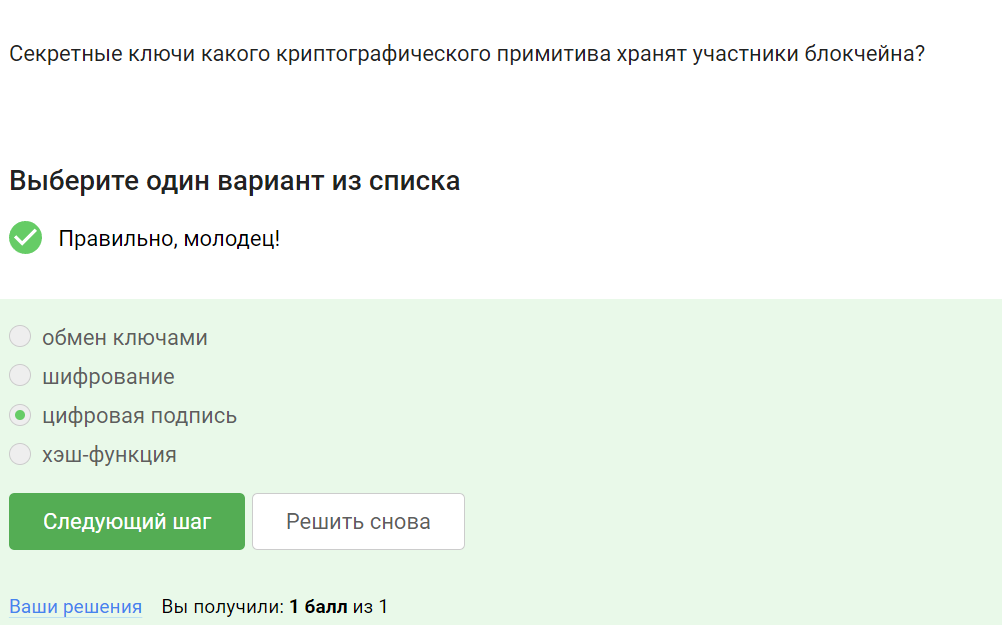 Секретные ключи какого криптографического примитива хранят участники блокчейна?
Выберите один вариант из списка
Правильно, молодец!
обмен ключами
шифрование
цифровая подпись
хэш-функция
Следующий шаг Решить снова
Ваши решения Вы получили: 1 балл из 1